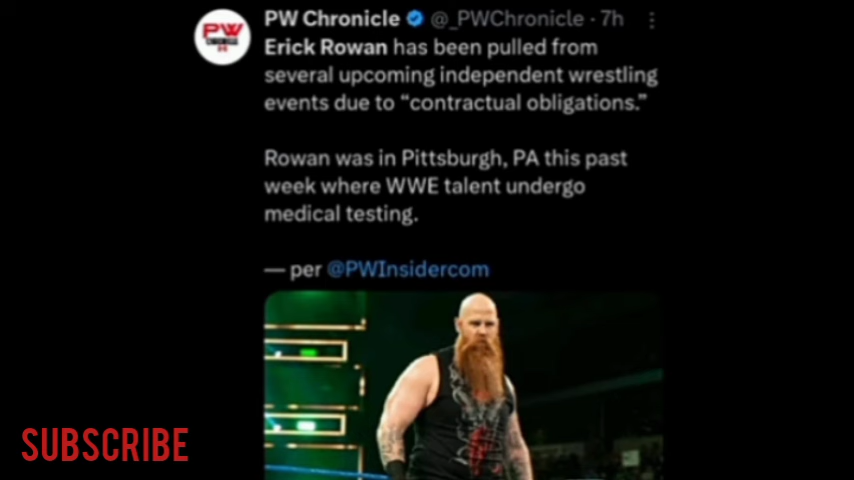 PW Chronicle @_PWChronicle · 7h
PW
Erick Rowan has been pulled from
several upcoming independent wrestling
events due to “contractual obligations.”
Rowan was in Pittsburgh, PA this past
week where WWE talent undergo
medical testing.
— per @PWInsidercom
SUBSCRIBE